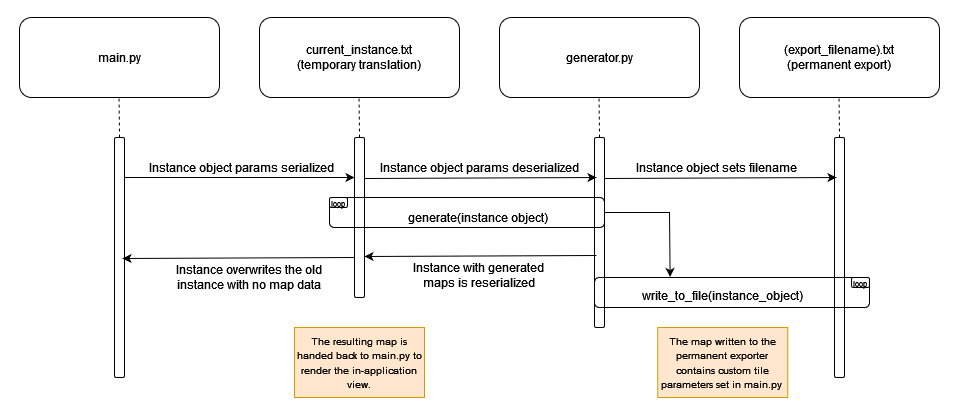 main.py
current_instance.txt
(temporary translation)
generator.py
(export_filename).txt
(permanent export)
Instance object params serialized
Instance object params deserialized
Instance object sets filename
loop
generate(instance object)
Instance overwrites the old
instance with no map data
Instance with generated
maps is reserialized
loop
write_to_file(instance_object)
The resulting map is
handed back to main.py to
render the in-application
view.
The map written to the
permanent exporter
contains custom tile
parameters set in main.py